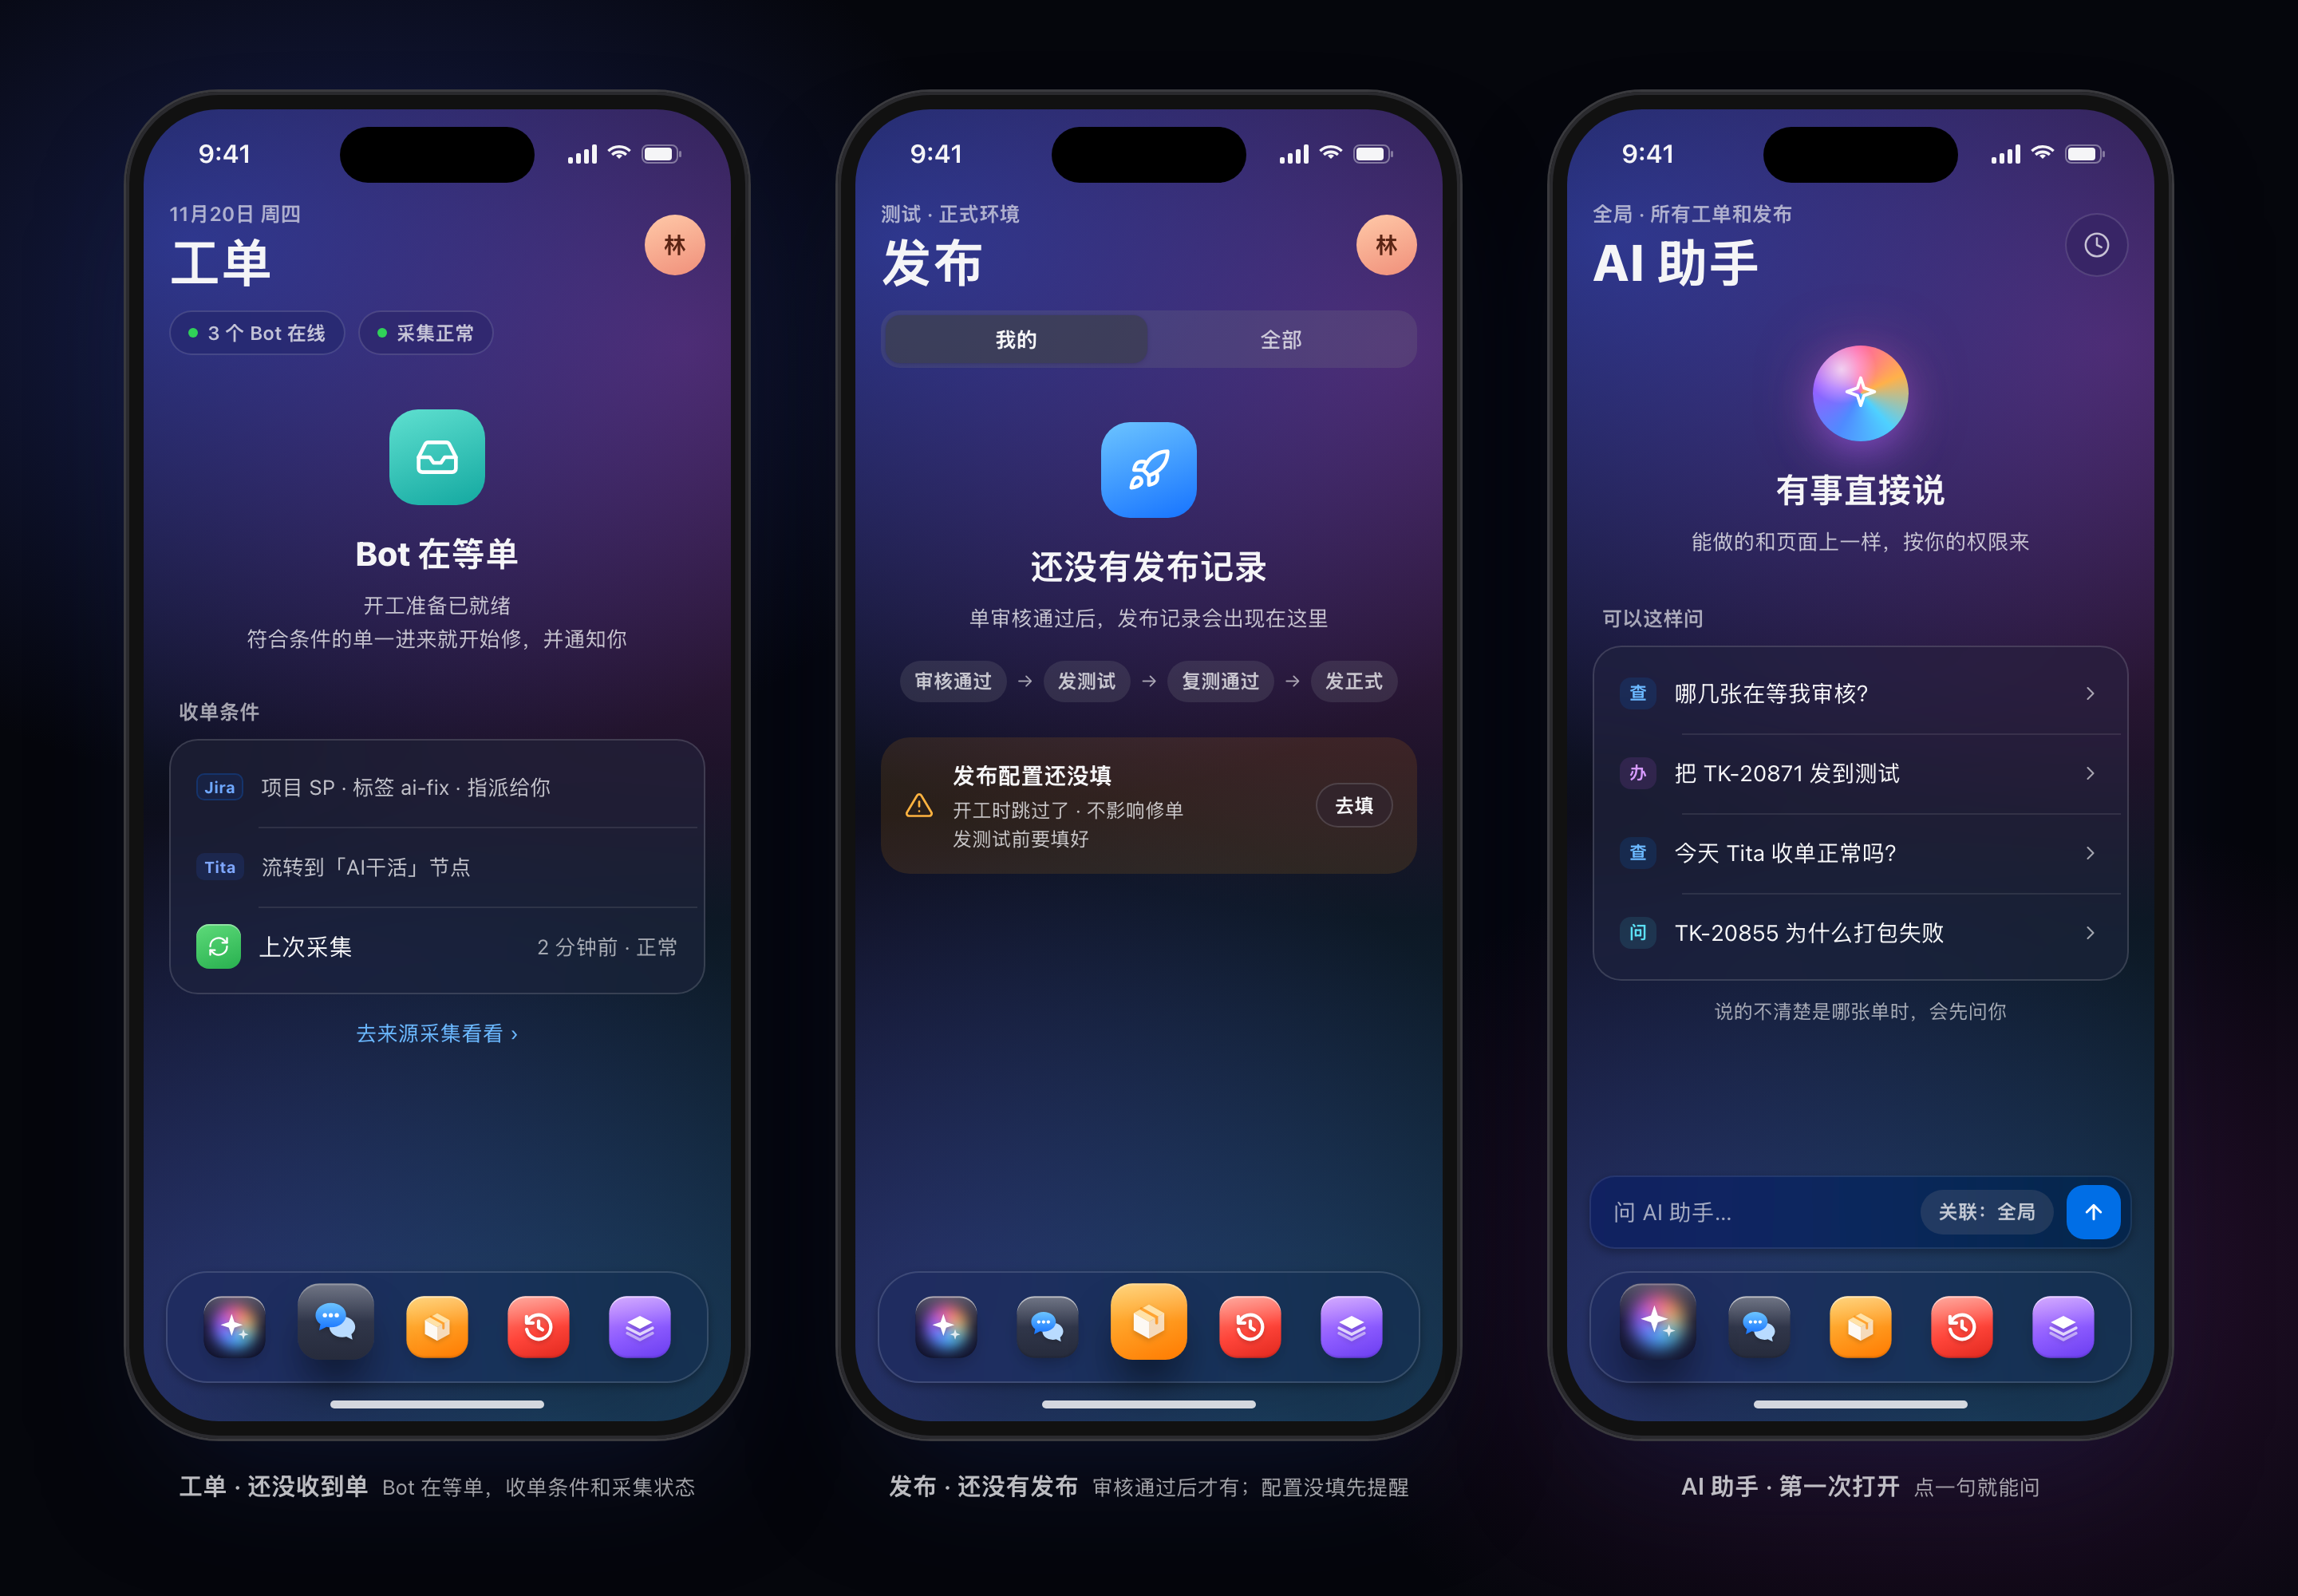 9:41
11月20日 周四
工单
林
3 个 Bot 在线
采集正常
Bot 在等单
开工准备已就绪
符合条件的单一进来就开始修，并通知你
收单条件
Jira 项目 SP · 标签 ai-fix · 指派给你
Tita 流转到「AI干活」节点
上次采集 2 分钟前 · 正常
去来源采集看看 ›
工单 · 还没收到单 Bot 在等单，收单条件和采集状态
9:41
测试 · 正式环境
发布
林
我的 全部
还没有发布记录
单审核通过后，发布记录会出现在这里
审核通过 → 发测试 → 复测通过 → 发正式
发布配置还没填
开工时跳过了 · 不影响修单
发测试前要填好
去填
发布 · 还没有发布 审核通过后才有；配置没填先提醒
9:41
全局 · 所有工单和发布
AI 助手
有事直接说
能做的和页面上一样，按你的权限来
可以这样问
查 哪几张在等我审核？
办 把 TK-20871 发到测试
查 今天 Tita 收单正常吗？
问 TK-20855 为什么打包失败
说的不清楚是哪张单时，会先问你
问 AI 助手...
关联：全局
AI 助手 · 第一次打开 点一句就能问